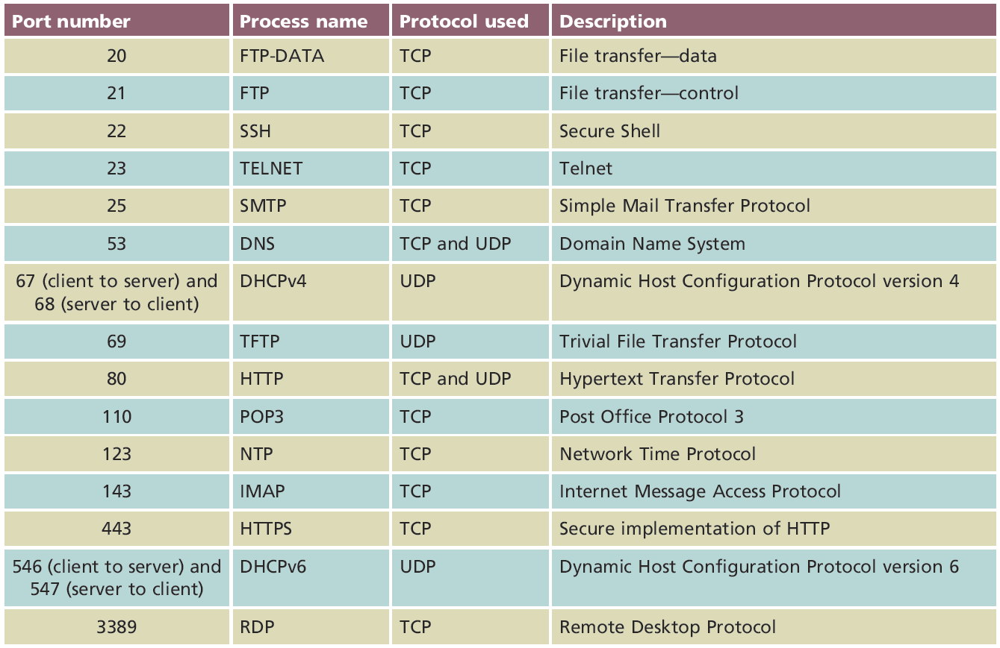 Port number Process name Protocol used Description
20 FTP-DATA TCP File transfer—data
21 FTP TCP File transfer—control
22 SSH TCP Secure Shell
23 TELNET TCP Telnet
25 SMTP TCP Simple Mail Transfer Protocol
53 DNS TCP and UDP Domain Name System
67 (client to server) and DHCPv4 UDP Dynamic Host Configuration Protocol version 4
68 (server to client)
69 TFTP UDP Trivial File Transfer Protocol
80 HTTP TCP and UDP Hypertext Transfer Protocol
110 POP3 TCP Post Office Protocol 3
123 NTP TCP Network Time Protocol
143 IMAP TCP Internet Message Access Protocol
443 HTTPS TCP Secure implementation of HTTP
546 (client to server) and DHCPv6 UDP Dynamic Host Configuration Protocol version 6
547 (server to client)
3389 RDP TCP Remote Desktop Protocol